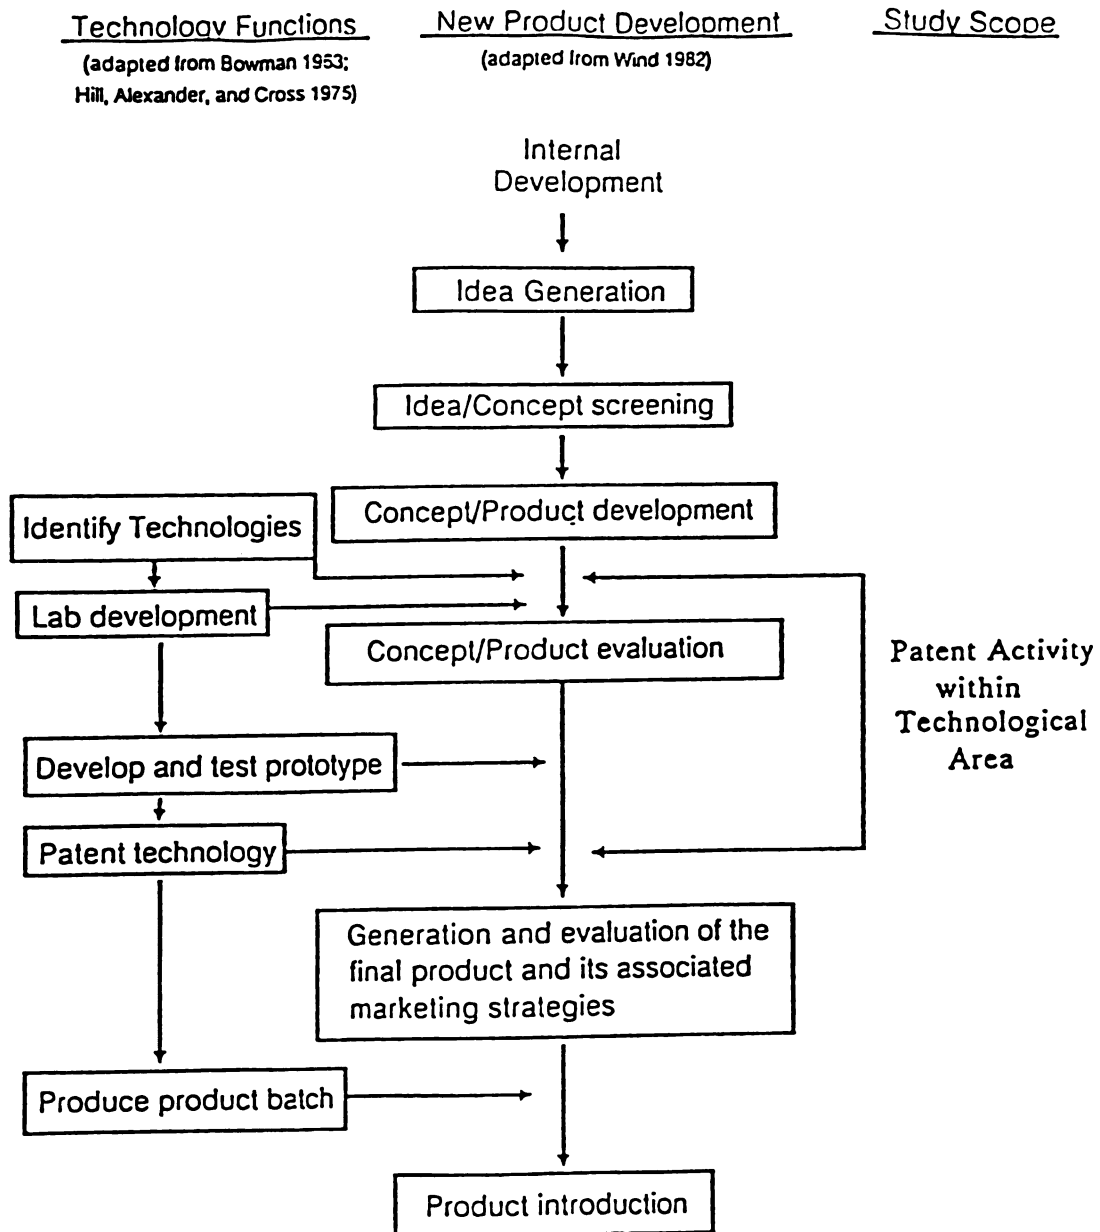 Technology Functions
(adapted from Bowman 1953;
Hill, Alexander, and Cross 1975)
New Product Development
(adapted from Wind 1982)
Study Scope
Internal
Development
Idea Generation
Idea/Concept screening
Concept/Product development
Identify Technologies
Lab development
Concept/Product evaluation
Patent Activity
within
Technological
Area
Develop and test prototype
Patent technology
Generation and evaluation of the
final product and its associated
marketing strategies
Produce product batch
Product introduction